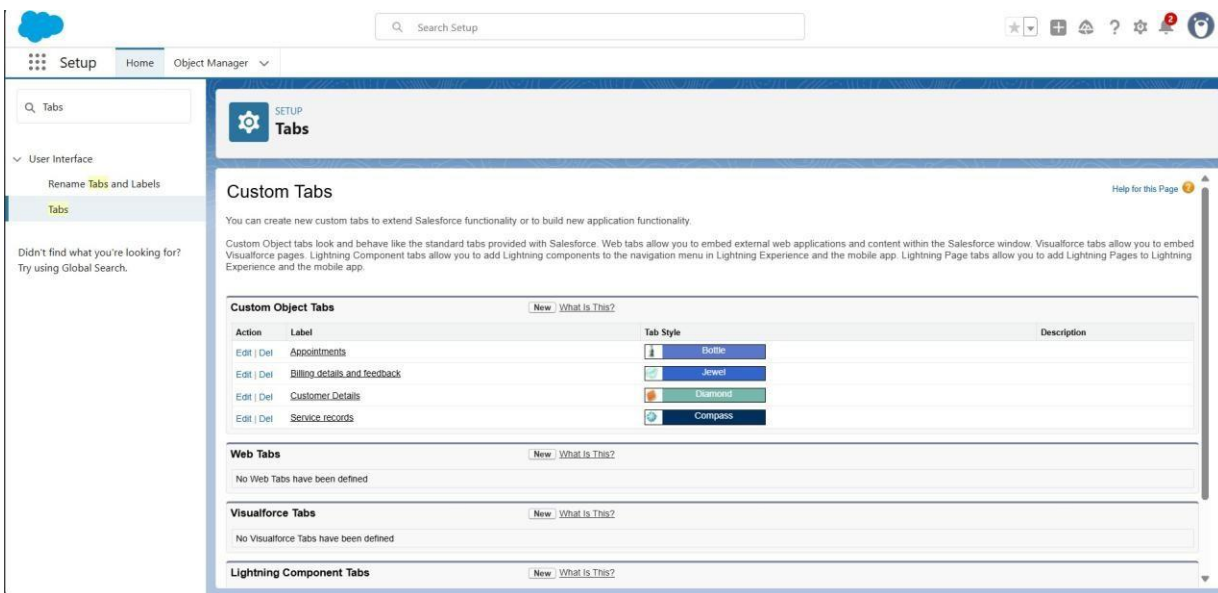 Search Setup
2
Setup
Home
Object Manager
Tabs
User Interface
Rename Tabs and Labels
Tabs
Didn't find what you're looking for?
Try using Global Search.
SETUP
Tabs
Custom Tabs
Help for this Page
You can create new custom tabs to extend Salesforce functionality or to build new application functionality.
Custom Object tabs look and behave like the standard tabs provided with Salesforce. Web tabs allow you to embed external web applications and content within the Salesforce window. Visualforce tabs allow you to embed
Visualforce pages. Lightning Component tabs allow you to add Lightning components to the navigation menu in Lightning Experience and the mobile app. Lightning Page tabs allow you to add Lightning Pages to Lightning
Experience and the mobile app.
Custom Object Tabs New What Is This?
Action Label Tab Style Description
Edit | Del Appointments Bottle
Edit | Del Billing details and feedback Jewel
Edit | Del Customer Details Diamond
Edit | Del Service records Compass
Web Tabs New What Is This?
No Web Tabs have been defined
Visualforce Tabs New What Is This?
No Visualforce Tabs have been defined
Lightning Component Tabs New What Is This?